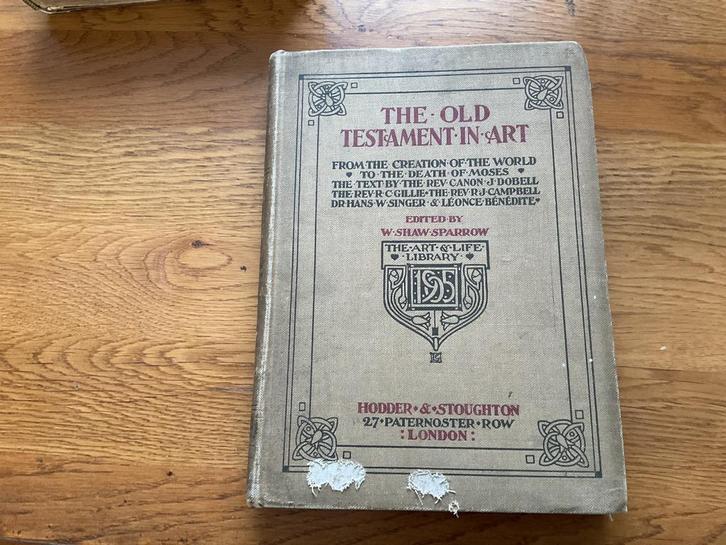 THE · OLD
TESTAMENT · IN · ART
FROM · THE · CREATION · OF · THE · WORLD
TO · THE · DEATH · OF · MOSES
THE TEXT BY THE REV CANON · J · DOBELL
THE REV · R · C GILLIE · THE REV · R J · CAMPBELL
DR HANS · W SINGER · & LÉONCE · BÉNÉDITE
EDITED · BY
W · SHAW · SPARROW
THE · ART · & · LIFE ·
· LIBRARY ·
HODDER · & · STOUGHTON
27 · PATERNOSTER · ROW
: LONDON :